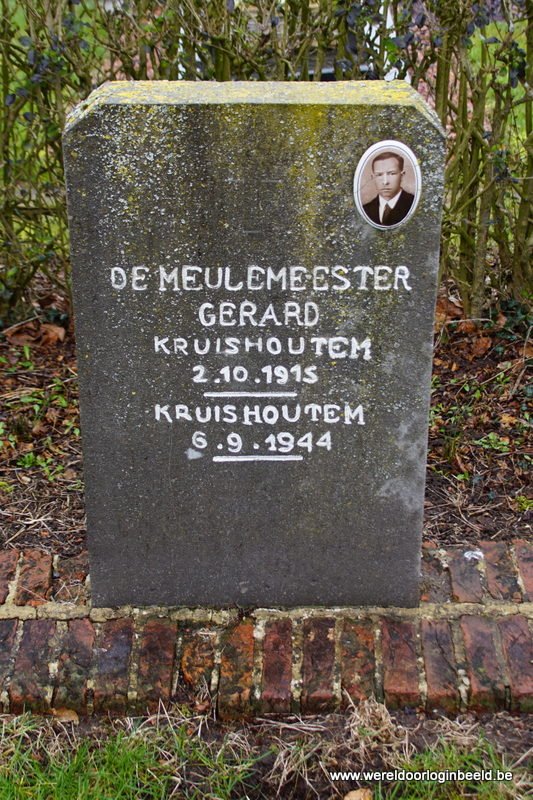 DE MEULEMEESTER
GERARD
KRUISHOUTEM
2.10.1915
KRUISHOUTEM
6.9.1944
www.wereldoorloginbeeld.be